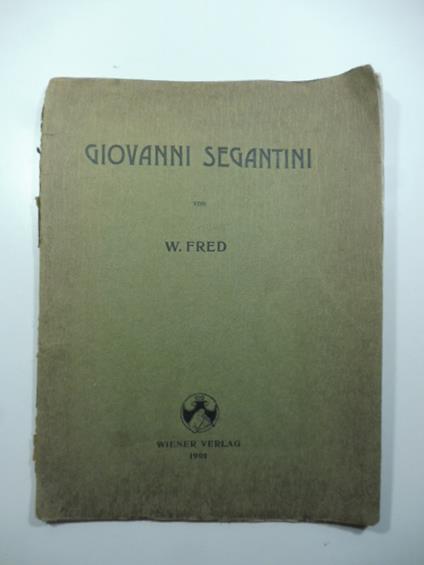 GIOVANNI SEGANTINI
VON
W. FRED
WIENER VERLAG
1901